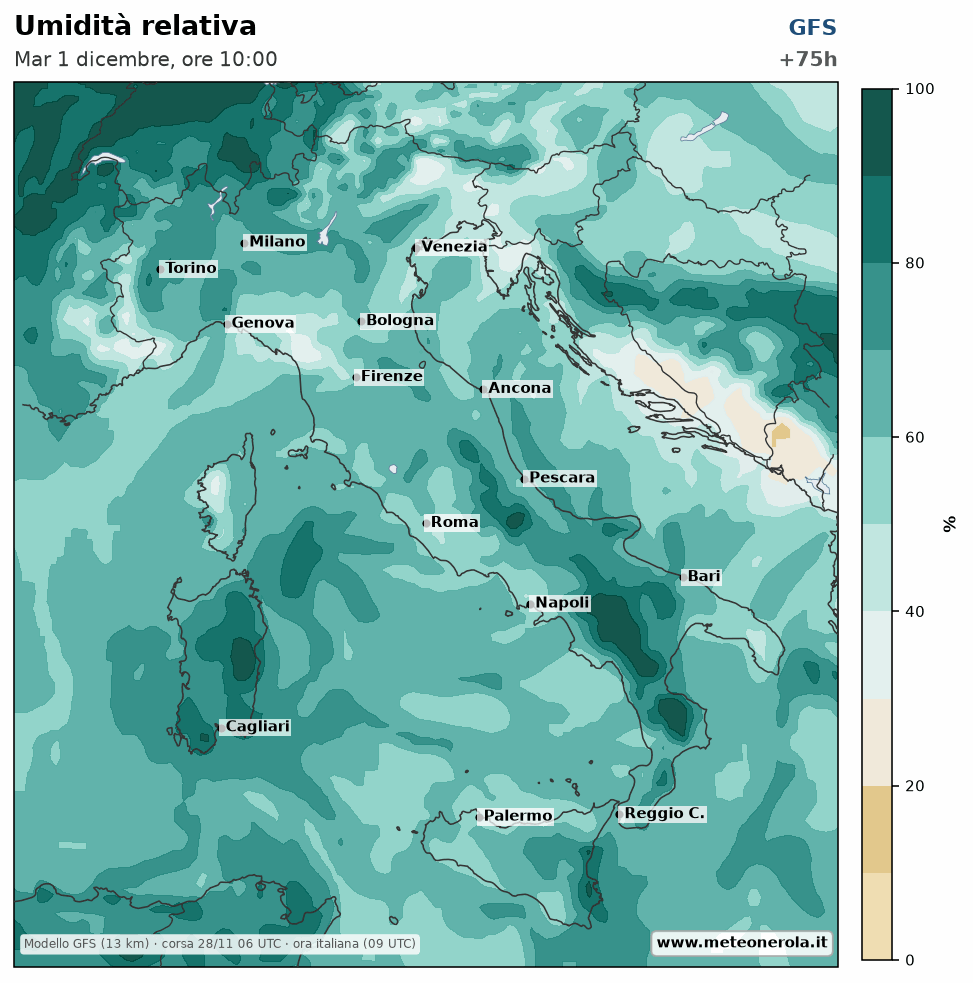 Umidità relativa
GFS
Mar 1 dicembre, ore 10:00
+75h
100
80
60
40
20
0
%
Milano
Venezia
Torino
Genova
Bologna
Firenze
Ancona
Pescara
Roma
Bari
Napoli
Cagliari
Palermo
Reggio C.
Modello GFS (13 km) · corsa 28/11 06 UTC · ora italiana (09 UTC)
www.meteonerola.it